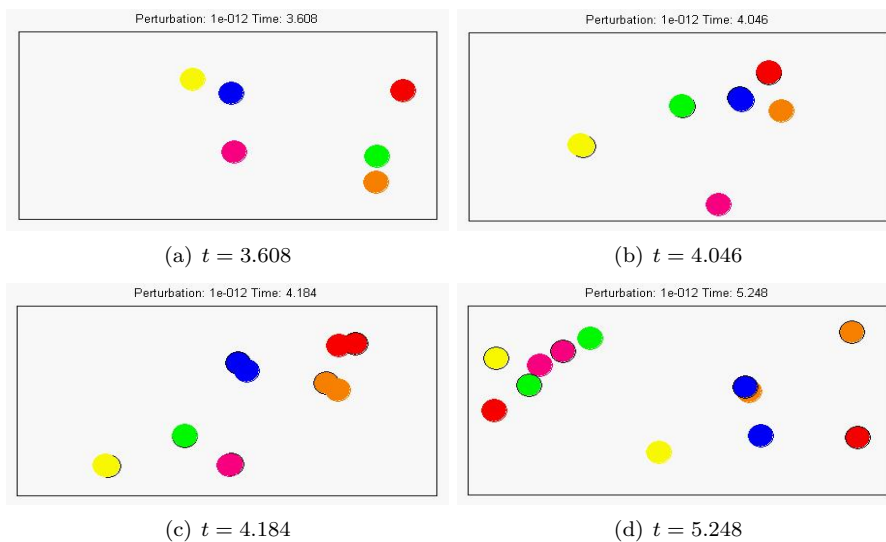 Perturbation: 1e-012 Time: 3.608
Perturbation: 1e-012 Time: 4.046
(a) t = 3.608
(b) t = 4.046
Perturbation: 1e-012 Time: 4.184
Perturbation: 1e-012 Time: 5.248
(c) t = 4.184
(d) t = 5.248